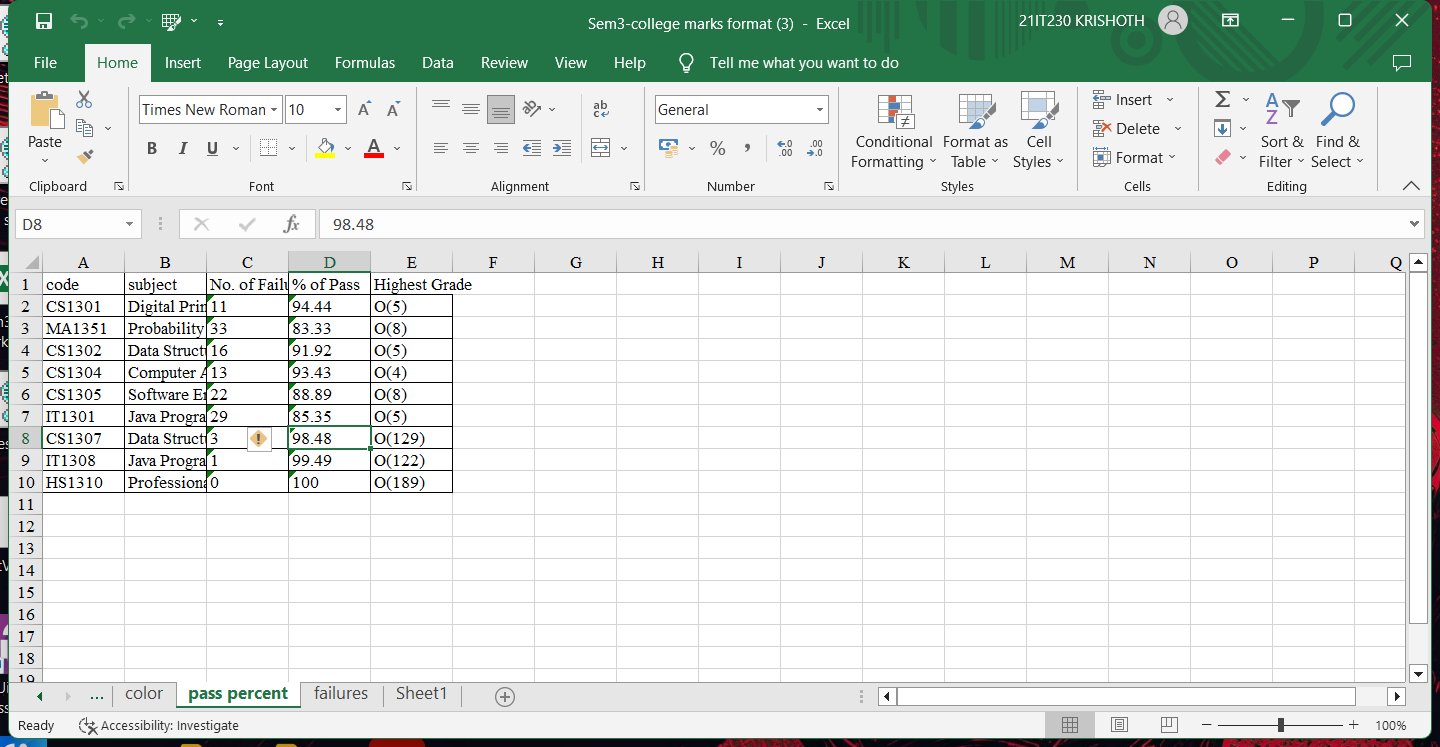 Sem3-college marks format (3) - Excel
21IT230 KRISHOTH
File Home Insert Page Layout Formulas Data Review View Help Tell me what you want to do
Paste
Clipboard
Times New Roman 10
B I U
Font
ab
Alignment
General
% , .00
Number
Conditional Formatting
Format as Table
Cell Styles
Styles
Insert
Delete
Format
Cells
Sort & Filter
Find & Select
Editing
D8 fx 98.48
A B C D E F G H I J K L M N O P Q
1 code subject No. of Failu % of Pass Highest Grade
2 CS1301 Digital Prin 11 94.44 O(5)
3 MA1351 Probability 33 83.33 O(8)
4 CS1302 Data Struct 16 91.92 O(5)
5 CS1304 Computer A 13 93.43 O(4)
6 CS1305 Software En 22 88.89 O(8)
7 IT1301 Java Progra 29 85.35 O(5)
8 CS1307 Data Struct 3 98.48 O(129)
9 IT1308 Java Progra 1 99.49 O(122)
10 HS1310 Professiona 0 100 O(189)
11
12
13
14
15
16
17
18
19
... color pass percent failures Sheet1
Ready Accessibility: Investigate 100%